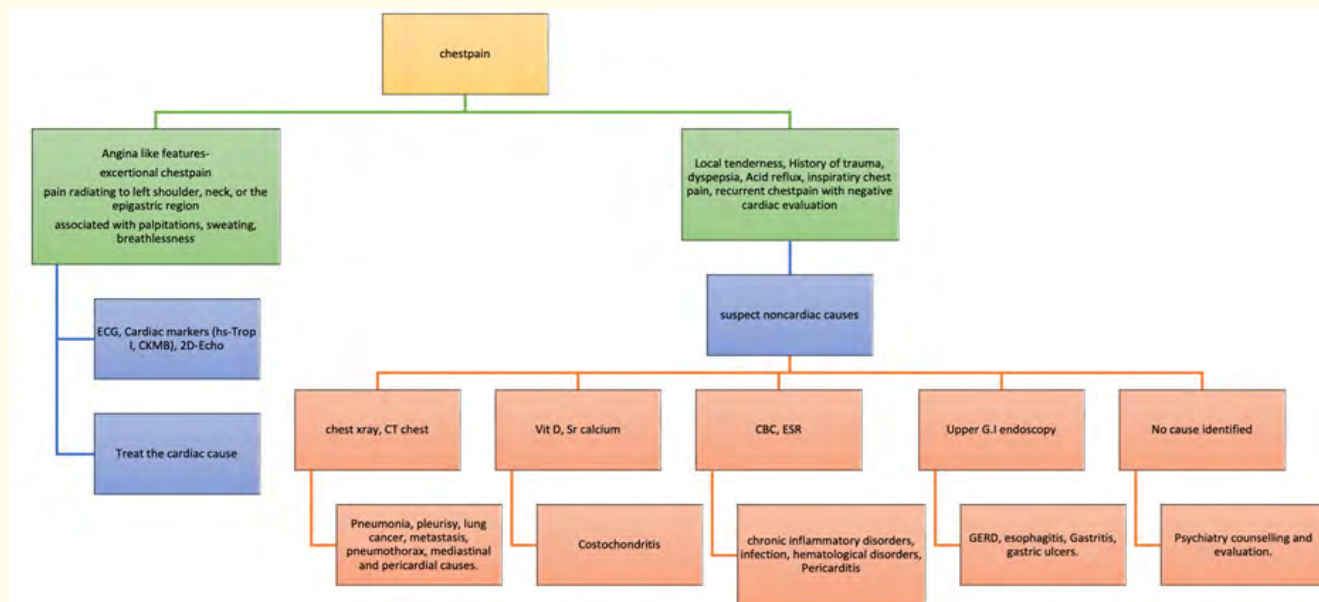 chestpain
Angina like features-
excertional chestpain
pain radiating to left shoulder, neck, or the
epigastric region
associated with palpitations, sweating,
breathlessness
Local tenderness, History of trauma,
dyspepsia, Acid reflux, inspiratiry chest
pain, recurrent chestpain with negative
cardiac evaluation
ECG, Cardiac markers (hs-Trop
I, CKMB), 2D-Echo
suspect noncardiac causes
Treat the cardiac cause
chest xray, CT chest
Vit D, Sr calcium
CBC, ESR
Upper G.I endoscopy
No cause identified
Pneumonia, pleurisy, lung
cancer, metastasis,
pneumothorax, mediastinal
and pericardial causes.
Costochondritis
chronic inflammatory disorders,
infection, hematological disorders,
Pericarditis
GERD, esophagitis, Gastritis,
gastric ulcers.
Psychiatry counselling and
evaluation.